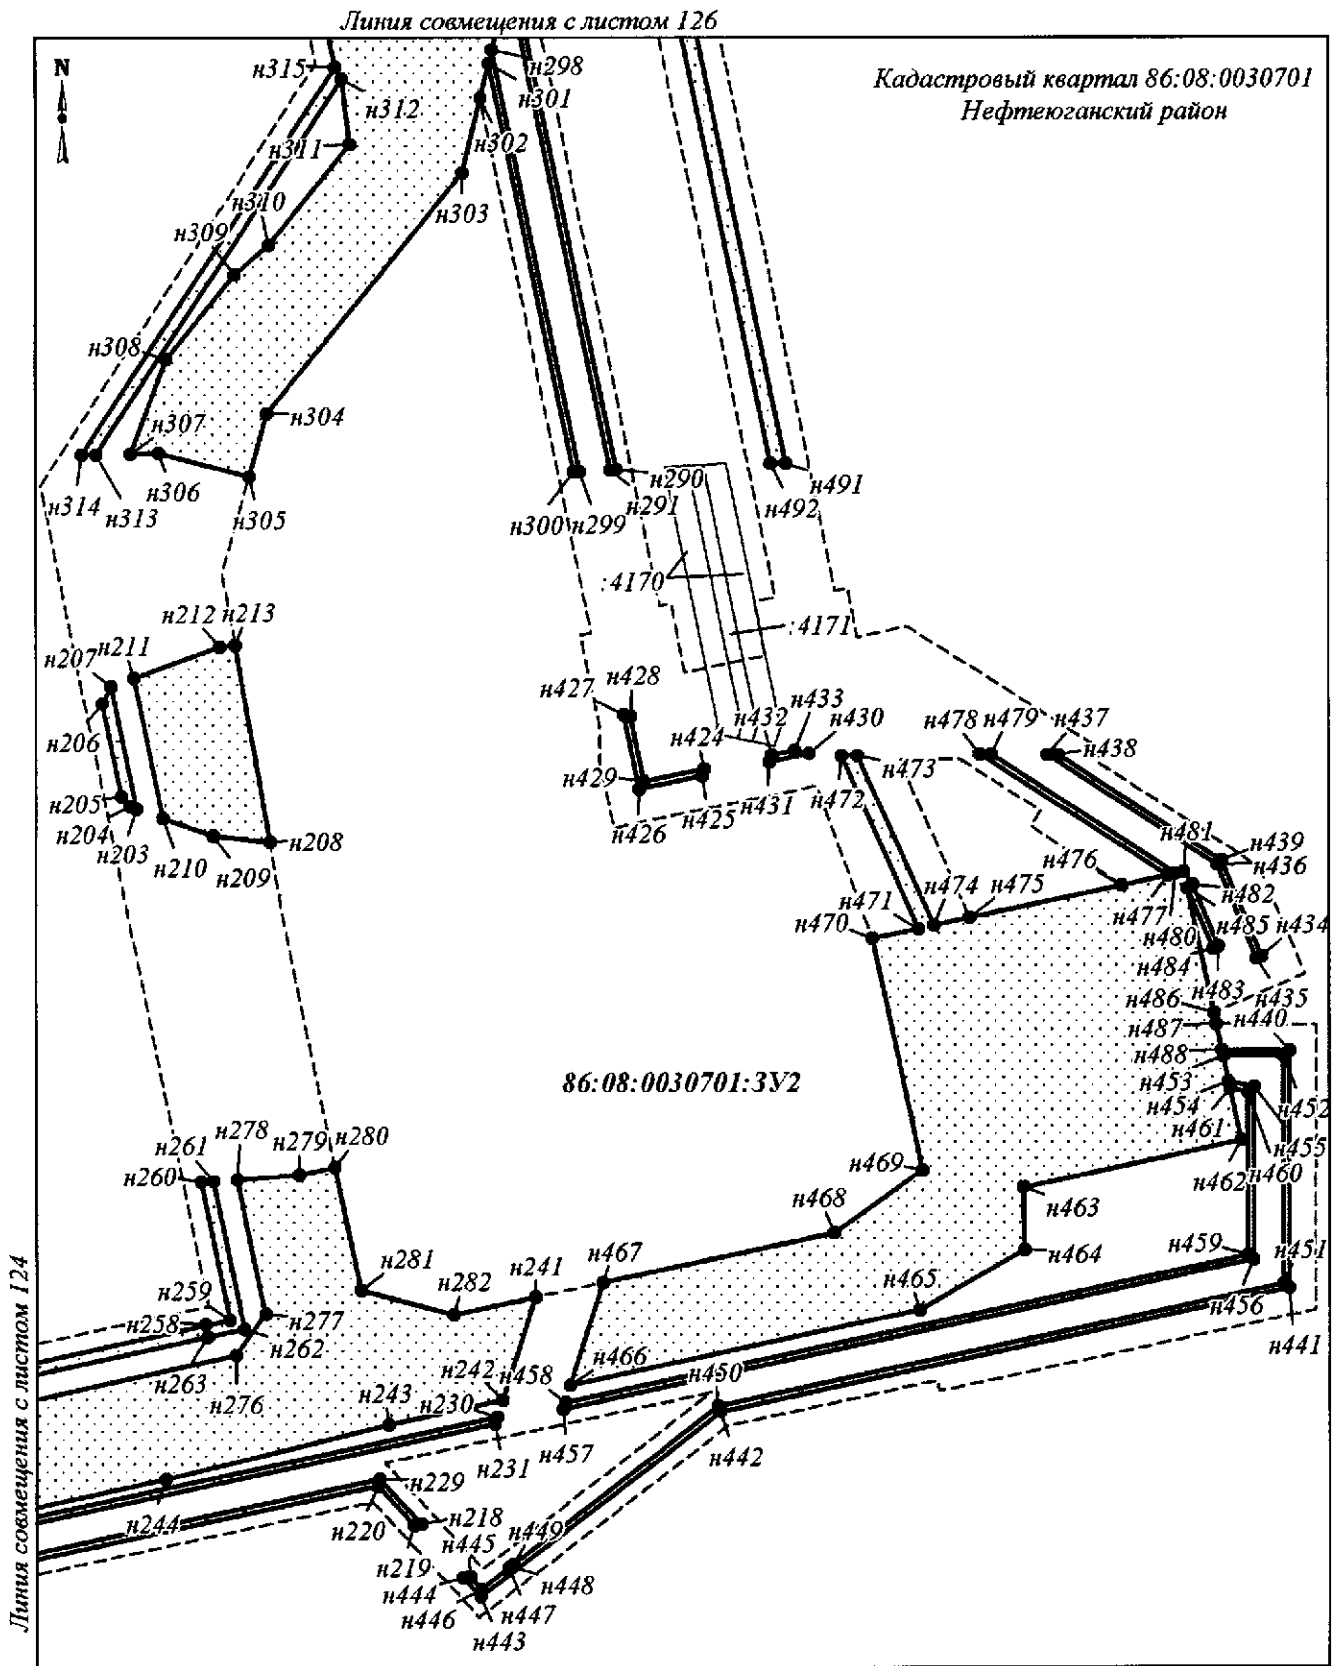 Линия совмещения с листом 126
N
Кадастровый квартал 86:08:0030701
Нефтеюганский район
н315
н298
н301
н312
н302
н311
н303
н310
н309
н308
н304
н307
н306
н314
н313
н305
н290
н291
н300
н299
н491
н492
:4170
:4171
н212
н213
н211
н207
н206
н205
н204
н203
н210
н209
н208
н427
н428
н424
н432
н433
н430
н429
н426
н425
н431
н472
н473
н478
н479
н437
н438
н481
н439
н436
н476
н477
н482
н475
н474
н471
н470
н480
н485
н434
н484
н483
н435
н486
н487
н440
н488
н453
н454
н452
н461
н455
н462
н460
86:08:0030701:ЗУ2
н278
н279
н280
н261
н260
н469
н468
н463
н464
н459
н451
н456
н441
н281
н282
н241
н467
н465
н259
н258
н277
н262
н263
н276
н242
н458
н466
н450
н243
н230
н457
н231
н442
н244
н229
н220
н218
н219
н445
н449
н444
н448
н446
н447
н443
Линия совмещения с листом 124